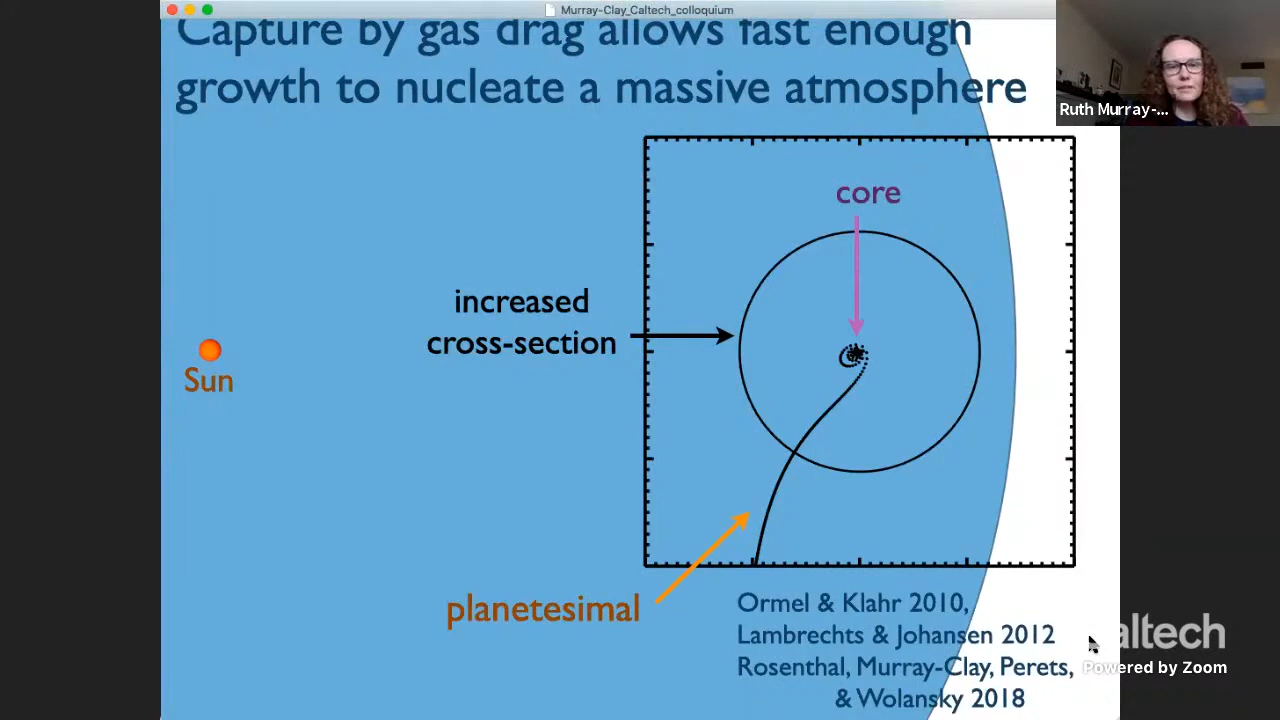 Murray-Clay_Caltech_colloquium
Capture by gas drag allows fast enough
growth to nucleate a massive atmosphere
Ruth Murray-...
core
increased
cross-section
Sun
planetesimal
Ormel & Klahr 2010,
Lambrechts & Johansen 2012
Rosenthal, Murray-Clay, Perets,
& Wolansky 2018
altech
Powered by Zoom